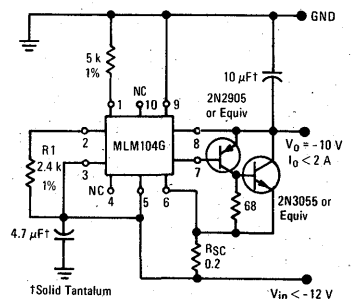 GND
5 k
1%
NC
10 µF†
1
10
9
2N2905
or Equiv
R1
2.4 k
1%
2
MLM104G
8
Vo = -10 V
Io < 2 A
3
7
NC
4
5
6
68
2N3055 or
Equiv
4.7 µF†
RSC
0.2
†Solid Tantalum
Vin < -12 V